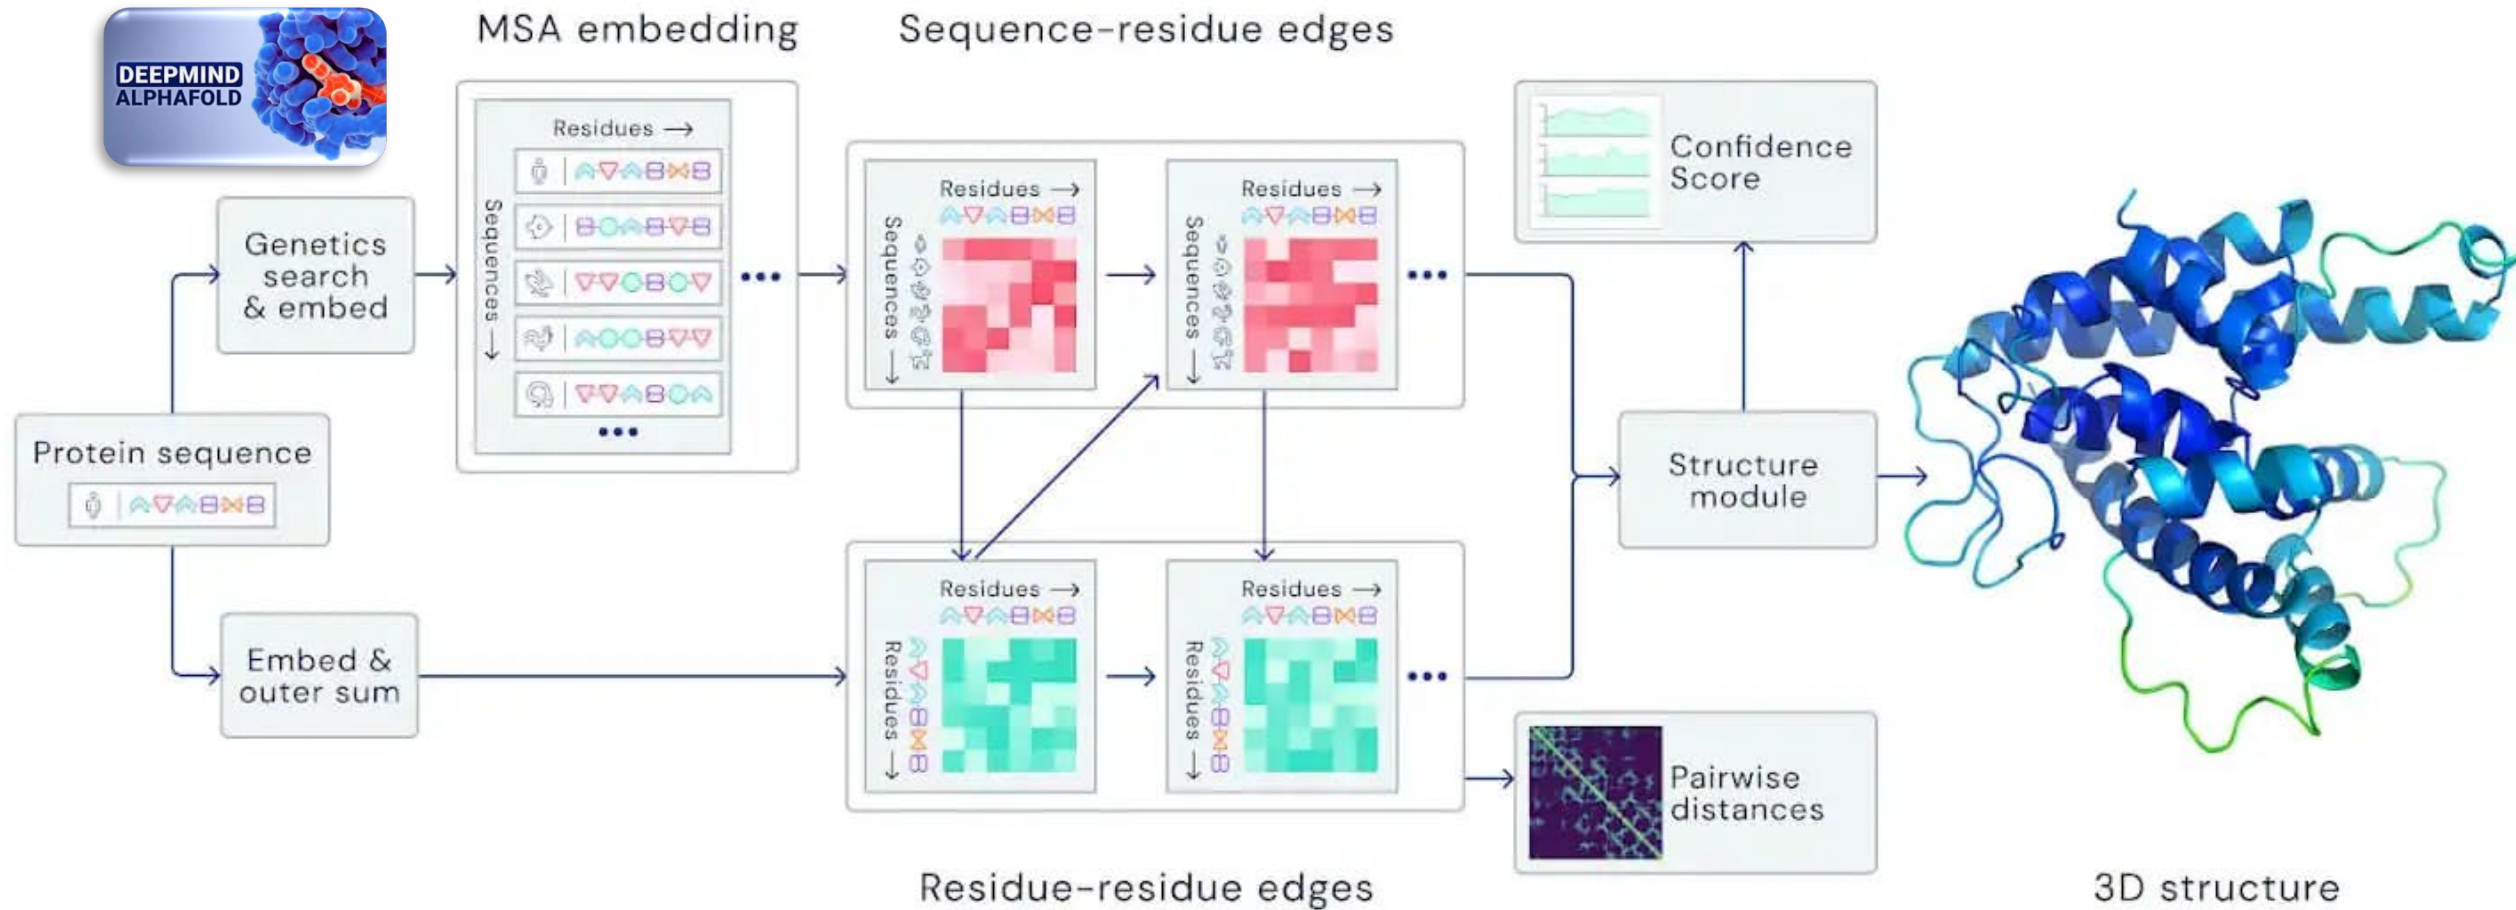 DEEPMIND
ALPHAFOLD
MSA embedding
Sequence-residue edges
Genetics
search
& embed
Residues →
Sequences →
Residues →
Sequences →
Residues →
Sequences →
Confidence
Score
Protein sequence
Structure
module
Embed &
outer sum
Residues →
Residues →
Residues →
Residues →
Pairwise
distances
Residue-residue edges
3D structure